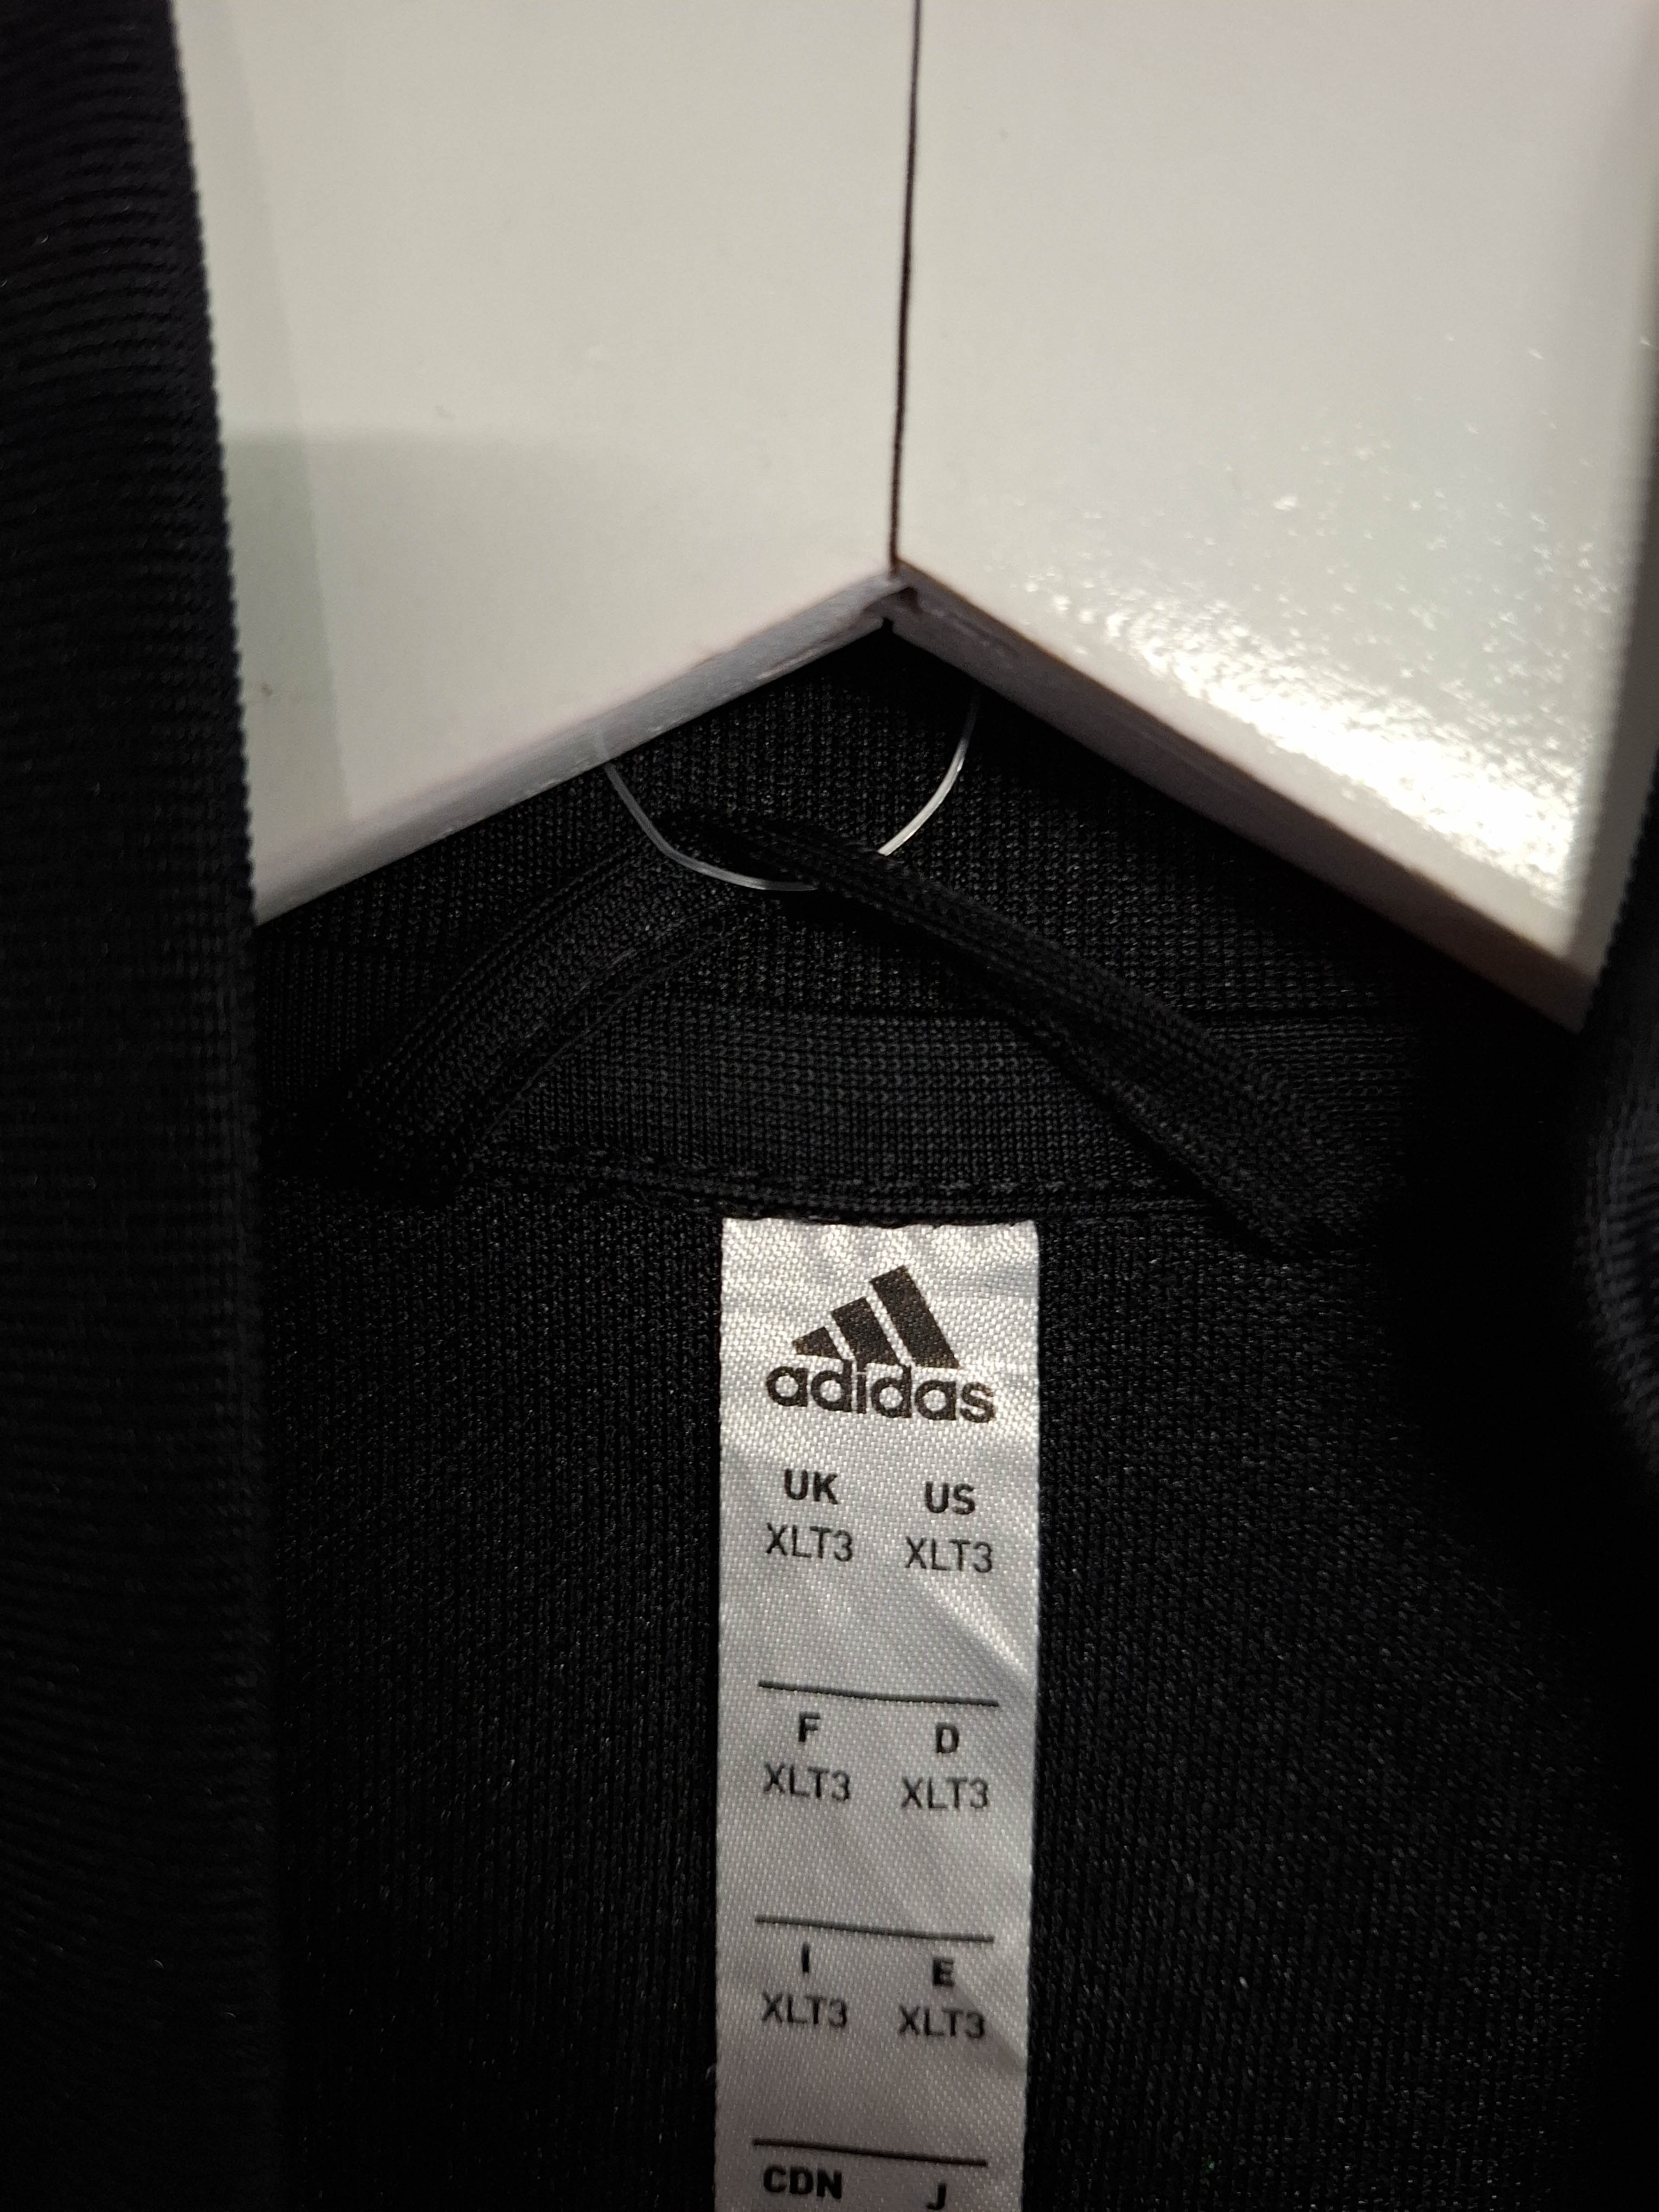 adidas
UK US
XLT3 XLT3
F D
XLT3 XLT3
I E
XLT3 XLT3
CDN J